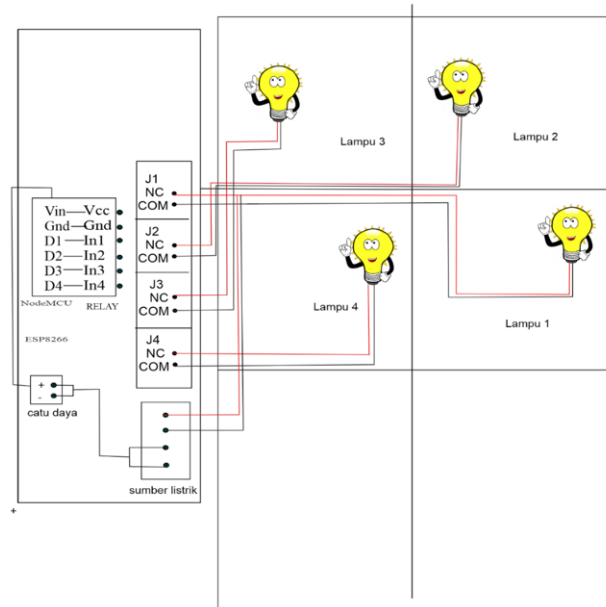 Lampu 3
Lampu 2
J1
NC
COM
Vin—Vcc
Gnd—Gnd
D1—In1
D2—In2
D3—In3
D4—In4
NodeMCU
RELAY
J2
NC
COM
J3
NC
COM
Lampu 4
Lampu 1
ESP8266
J4
NC
COM
+
-
catu daya
sumber listrik
+